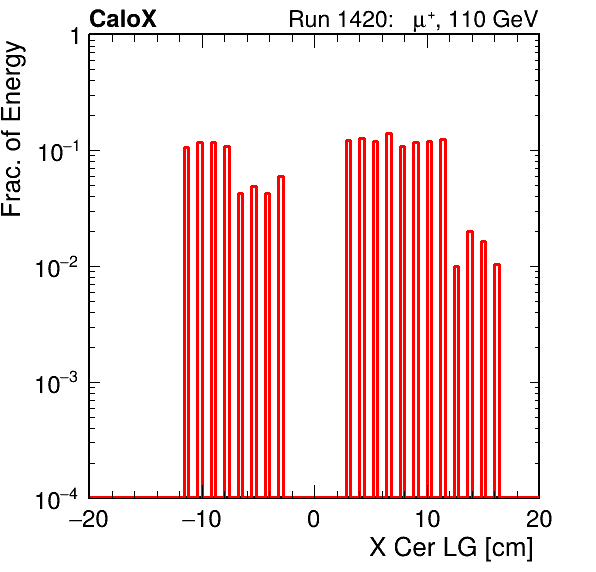 CaloX Run 1420: μ⁺, 110 GeV
Frac. of Energy
1
10⁻¹
10⁻²
10⁻³
10⁻⁴
−20 −10 0 10 20
X Cer LG [cm]